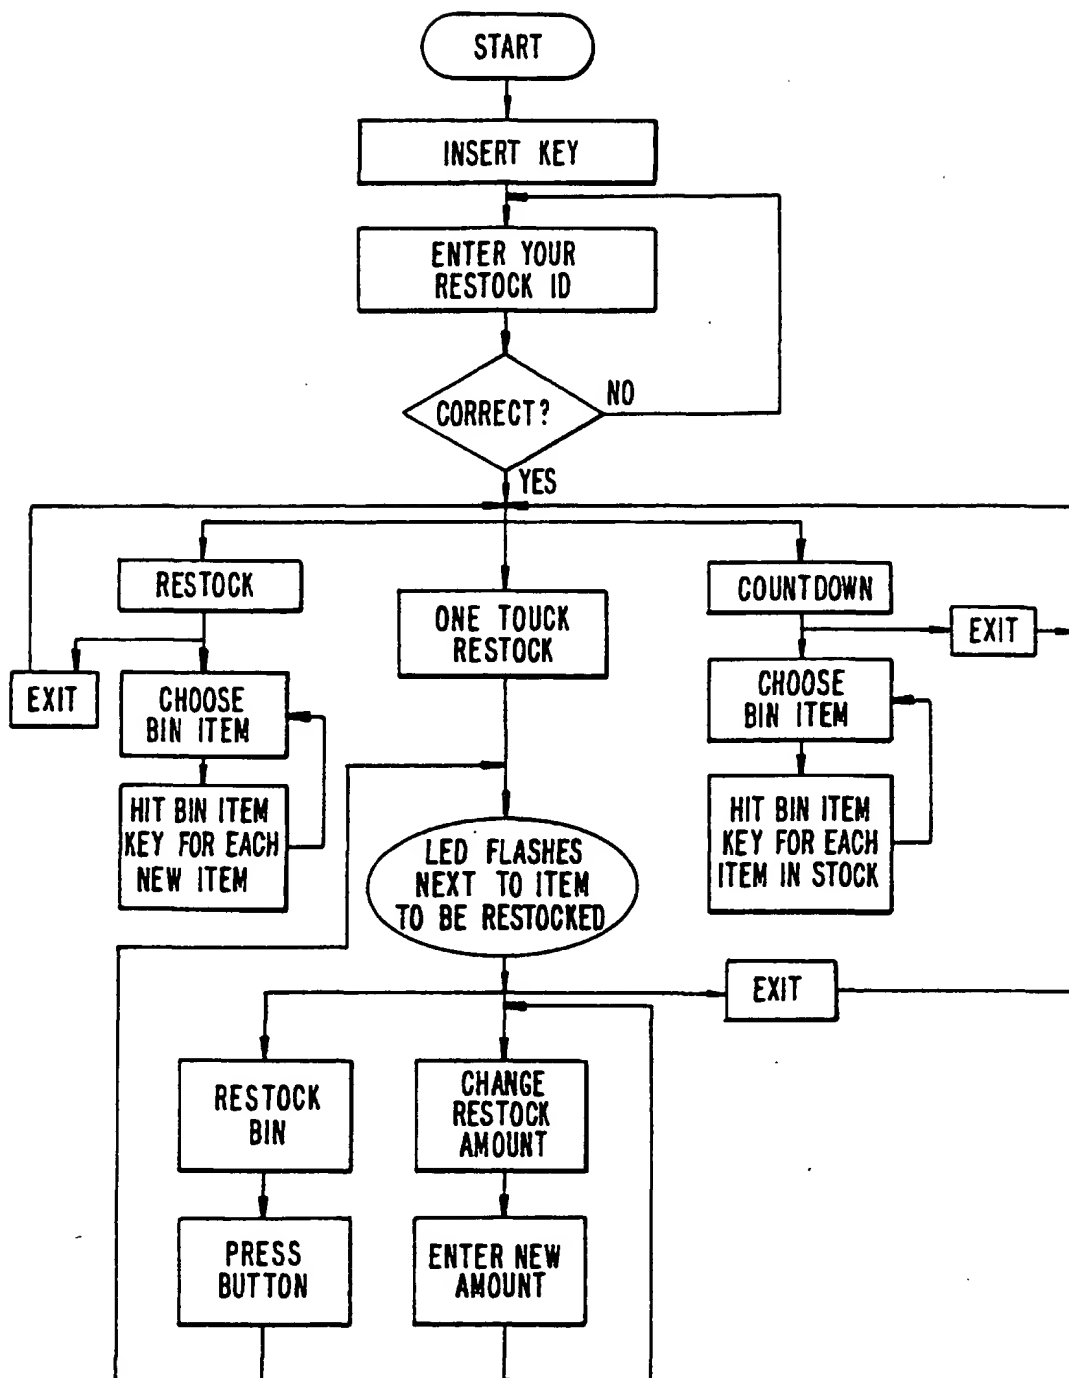 START
INSERT KEY
ENTER YOUR
RESTOCK ID
CORRECT?
NO
YES
RESTOCK
ONE TOUCK
RESTOCK
COUNTDOWN
EXIT
EXIT
CHOOSE
BIN ITEM
CHOOSE
BIN ITEM
HIT BIN ITEM
KEY FOR EACH
NEW ITEM
HIT BIN ITEM
KEY FOR EACH
ITEM IN STOCK
LED FLASHES
NEXT TO ITEM
TO BE RESTOCKED
EXIT
RESTOCK
BIN
CHANGE
RESTOCK
AMOUNT
PRESS
BUTTON
ENTER NEW
AMOUNT